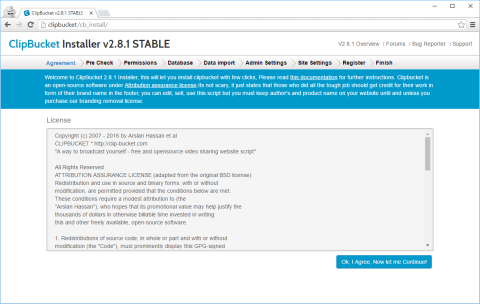 ClipBucket v2.8.1 STABLE
clipbucket/cb_install/
ClipBucket Installer v2.8.1 STABLE
V2.8.1 Overview | Forums | Bug Reporter | Support
Agreement Pre Check Permissions Database Data import Admin Settings Site Settings Register Finish
Welcome to ClipBucket 2.8.1 Installer, this will let you install clipbucket with few clicks, Please read this documentation for further instructions. Clipbucket is
an open-source software under Attribution assurance license its not scary, it just states that those who did all the tough job should get credit for their work in
form of their brand name in the footer, you can edit, sell, use this script but you must keep author's and product name on your website until and unless you
purchase our branding removal license.
License
Copyright (c) 2007 - 2016 by Arslan Hassan et al
CLIPBUCKET * http://clip-bucket.com
"A way to broadcast yourself - free and opensource video sharing website script"
All Rights Reserved
ATTRIBUTION ASSURANCE LICENSE (adapted from the original BSD license)
Redistribution and use in source and binary forms, with or without
modification, are permitted provided that the conditions below are met.
These conditions require a modest attribution to (the
"Arslan Hassan"), who hopes that its promotional value may help justify the
thousands of dollars in otherwise billable time invested in writing
this and other freely available, open-source software.
1. Redistributions of source code, in whole or part and with or without
modification (the "Code"), must prominently display this GPG-signed
Ok, I Agree, Now let me Continue!